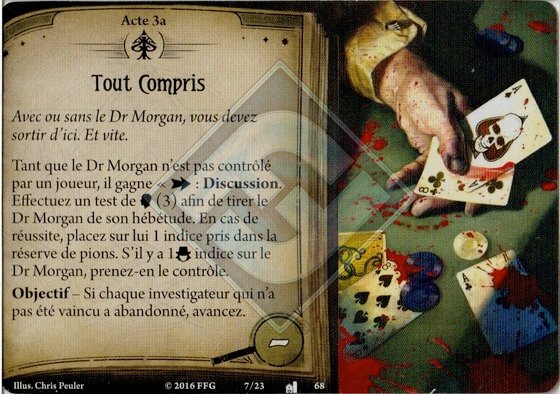 Acte 3a
Tout Compris
Avec ou sans le Dr Morgan, vous devez
sortir d'ici. Et vite.
Tant que le Dr Morgan n'est pas contrôlé
par un joueur, il gagne « : Discussion.
Effectuez un test de (3) afin de tirer le
Dr Morgan de son hébétude. En cas de
réussite, placez sur lui 1 indice pris dans la
réserve de pions. S'il y a 1 indice sur le
Dr Morgan, prenez-en le contrôle.
Objectif – Si chaque investigateur qui n'a
pas été vaincu a abandonné, avancez.
–
A
8
Illus. Chris Peuler © 2016 FFG 7/23 68